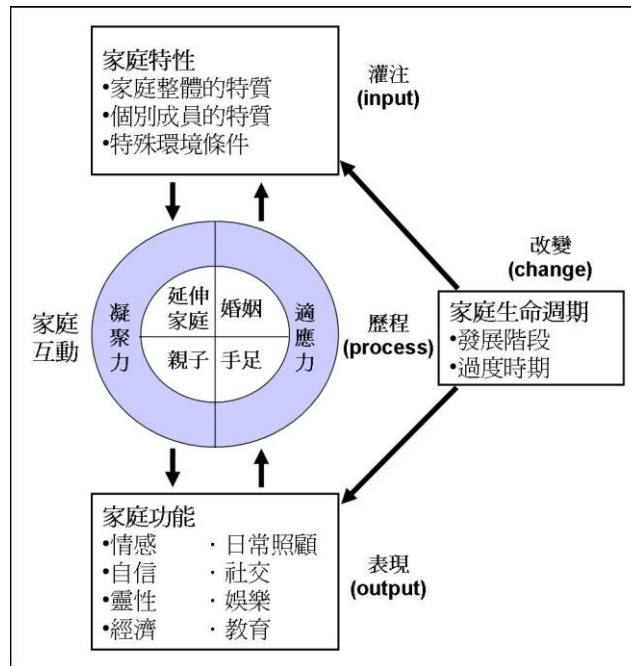 家庭特性
•家庭整體的特質
•個別成員的特質
•特殊環境條件
灌注
(input)
改變
(change)
家庭
互動
凝聚力
延伸
家庭
婚姻
親子
手足
適應力
歷程
(process)
家庭生命週期
•發展階段
•過度時期
家庭功能
•情感 ·日常照顧
•自信 ·社交
•靈性 ·娛樂
•經濟 ·教育
表現
(output)